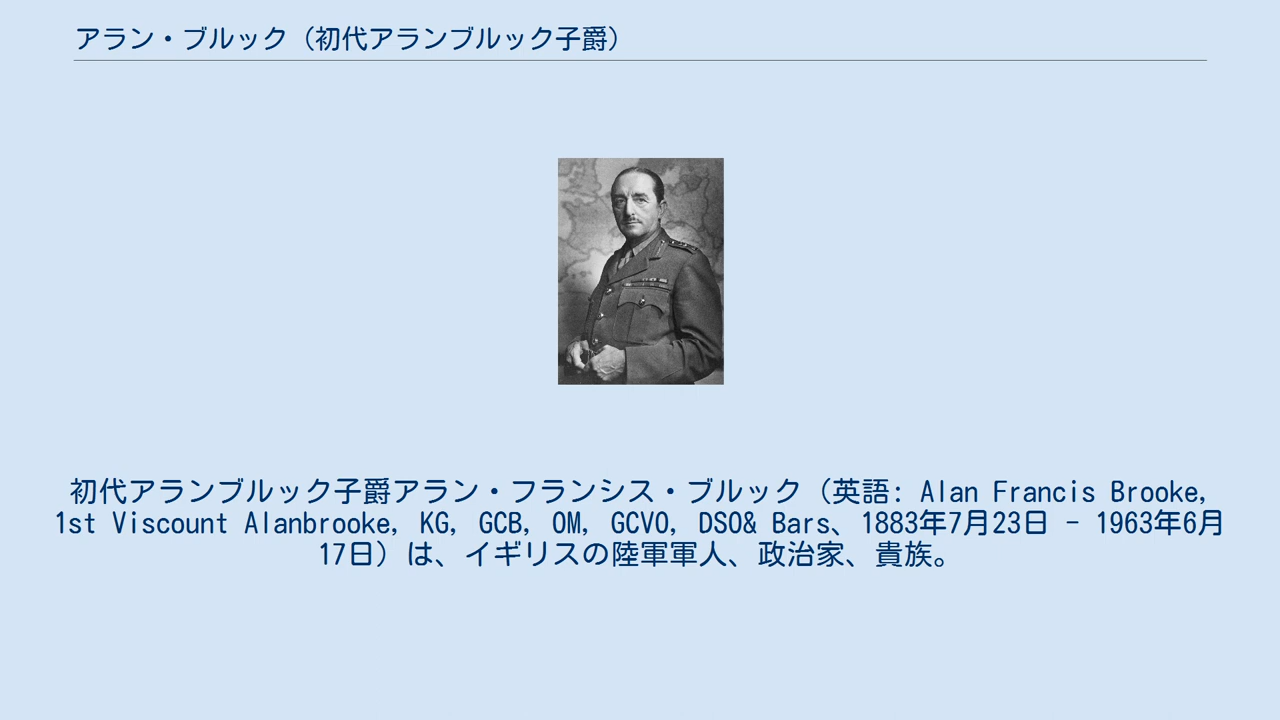 アラン・ブルック（初代アランブルック子爵）
初代アランブルック子爵アラン・フランシス・ブルック（英語: Alan Francis Brooke,
1st Viscount Alanbrooke, KG, GCB, OM, GCVO, DSO& Bars、1883年7月23日 - 1963年6月
17日）は、イギリスの陸軍軍人、政治家、貴族。